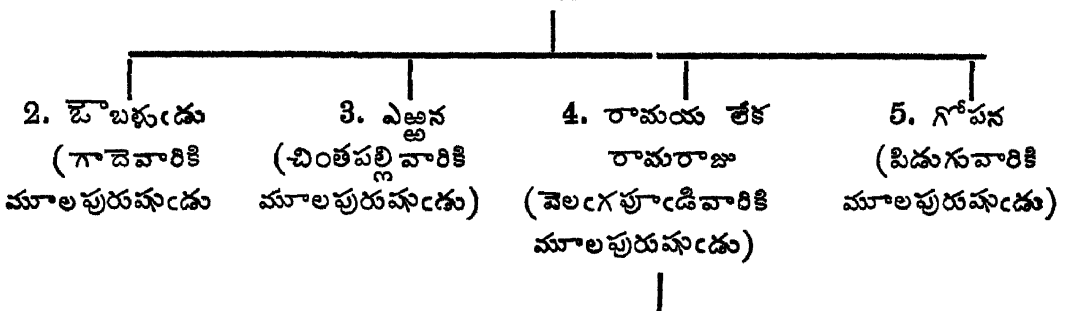 2. ఔబళుఁడు
(గాదెవారికి
మూలపురుషుఁడు
3. ఎఱ్ఱన
(చింతపల్లివారికి
మూలపురుషుఁడు)
4. రామయ లేక
రామరాజు
(వెలఁగపూఁడివారికి
మూలపురుషుఁడు)
5. గోపన
(పిడుగువారికి
మూలపురుషుఁడు)